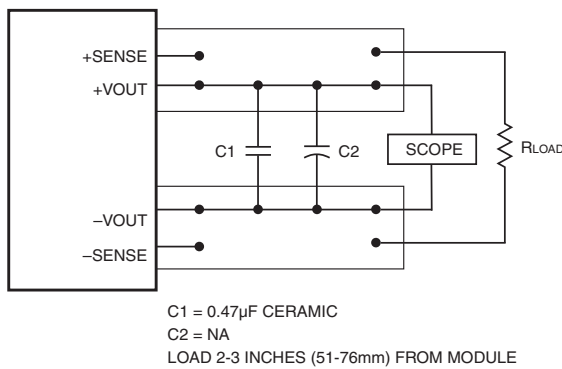 +SENSE
+VOUT
C1
C2
SCOPE
RLOAD
–VOUT
–SENSE
C1 = 0.47µF CERAMIC
C2 = NA
LOAD 2-3 INCHES (51-76mm) FROM MODULE